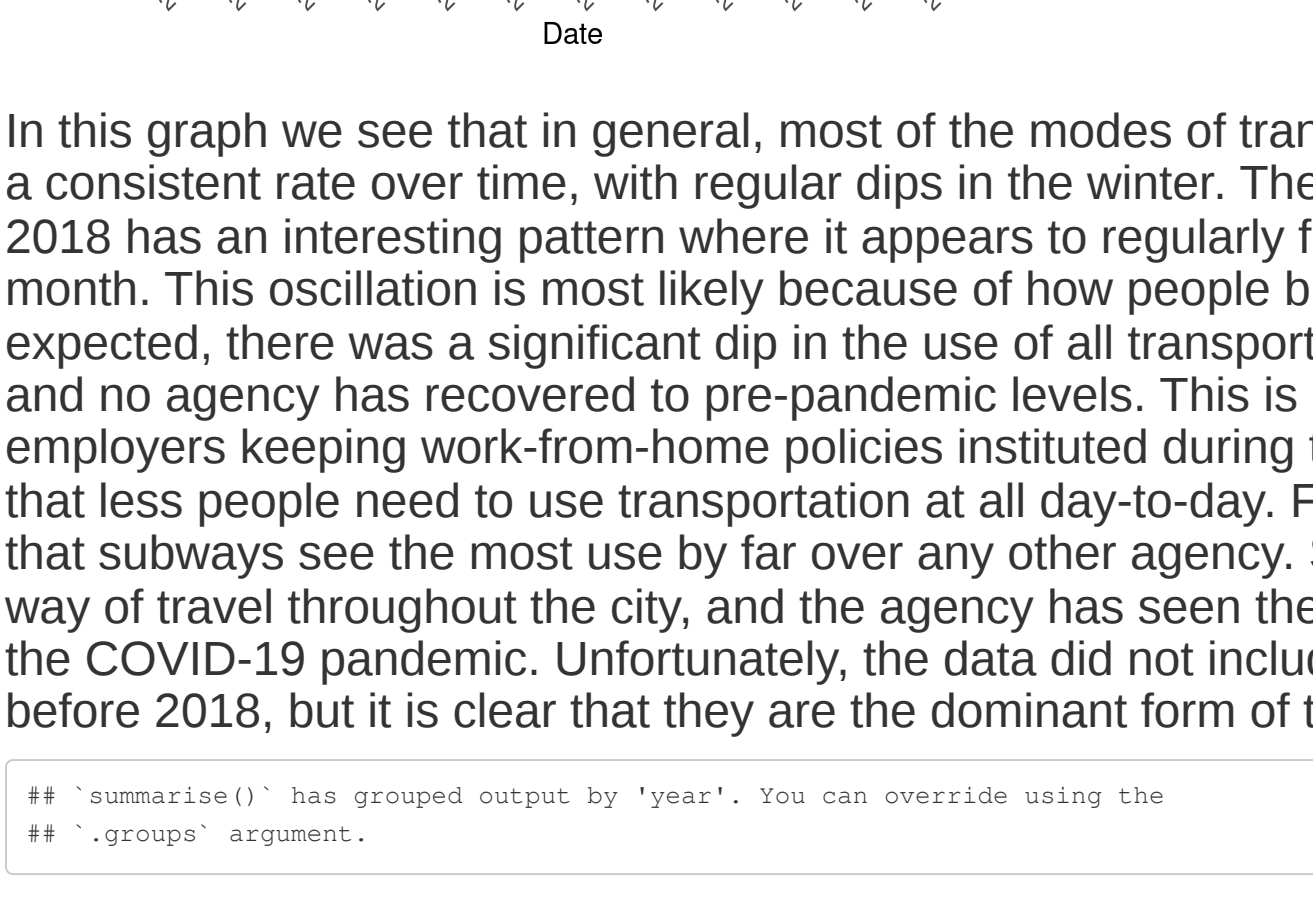 Date
In this graph we see that in general, most of the modes of tran
a consistent rate over time, with regular dips in the winter. The
2018 has an interesting pattern where it appears to regularly f
month. This oscillation is most likely because of how people b
expected, there was a significant dip in the use of all transport
and no agency has recovered to pre-pandemic levels. This is
employers keeping work-from-home policies instituted during t
that less people need to use transportation at all day-to-day. F
that subways see the most use by far over any other agency. S
way of travel throughout the city, and the agency has seen the
the COVID-19 pandemic. Unfortunately, the data did not includ
before 2018, but it is clear that they are the dominant form of t
## `summarise()` has grouped output by 'year'. You can override using the
## `.groups` argument.